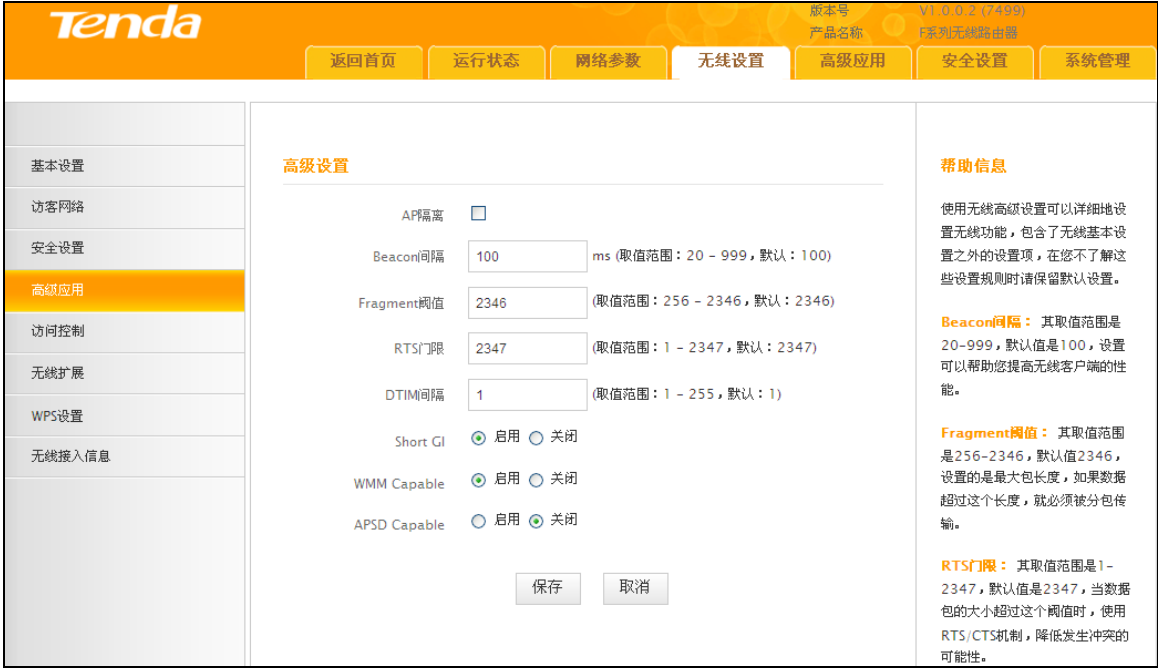 Tenda
版本号 V1.0.0.2 (7499)
产品名称 F系列无线路由器
返回首页 运行状态 网络参数 无线设置 高级应用 安全设置 系统管理
基本设置
访客网络
安全设置
高级应用
访问控制
无线扩展
WPS设置
无线接入信息
高级设置
AP隔离
Beacon间隔 100 ms (取值范围：20 - 999，默认：100)
Fragment阈值 2346 (取值范围：256 - 2346，默认：2346)
RTS门限 2347 (取值范围：1 - 2347，默认：2347)
DTIM间隔 1 (取值范围：1 - 255，默认：1)
Short GI 启用 关闭
WMM Capable 启用 关闭
APSD Capable 启用 关闭
保存 取消
帮助信息
使用无线高级设置可以详细地设
置无线功能，包含了无线基本设
置之外的设置项，在您不了解这
些设置规则时请保留默认设置。
Beacon间隔： 其取值范围是
20-999，默认值是100，设置
可以帮助您提高无线客户端的性
能。
Fragment阈值： 其取值范围
是256-2346，默认值2346，
设置的是最大包长度，如果数据
超过这个长度，就必须被分包传
输。
RTS门限： 其取值范围是1-
2347，默认值是2347，当数据
包的大小超过这个阈值时，使用
RTS/CTS机制，降低发生冲突的
可能性。